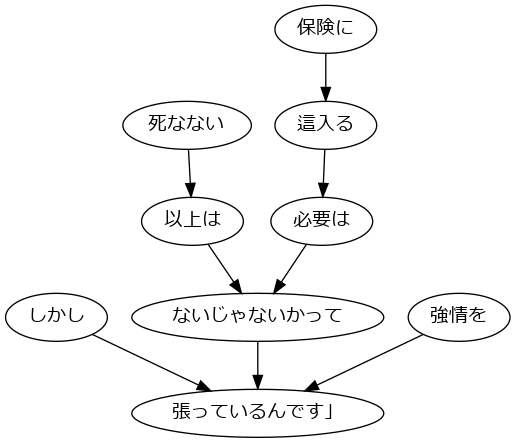 保険に
死なない
這入る
以上は
必要は
しかし
ないじゃないかって
強情を
張っているんです」